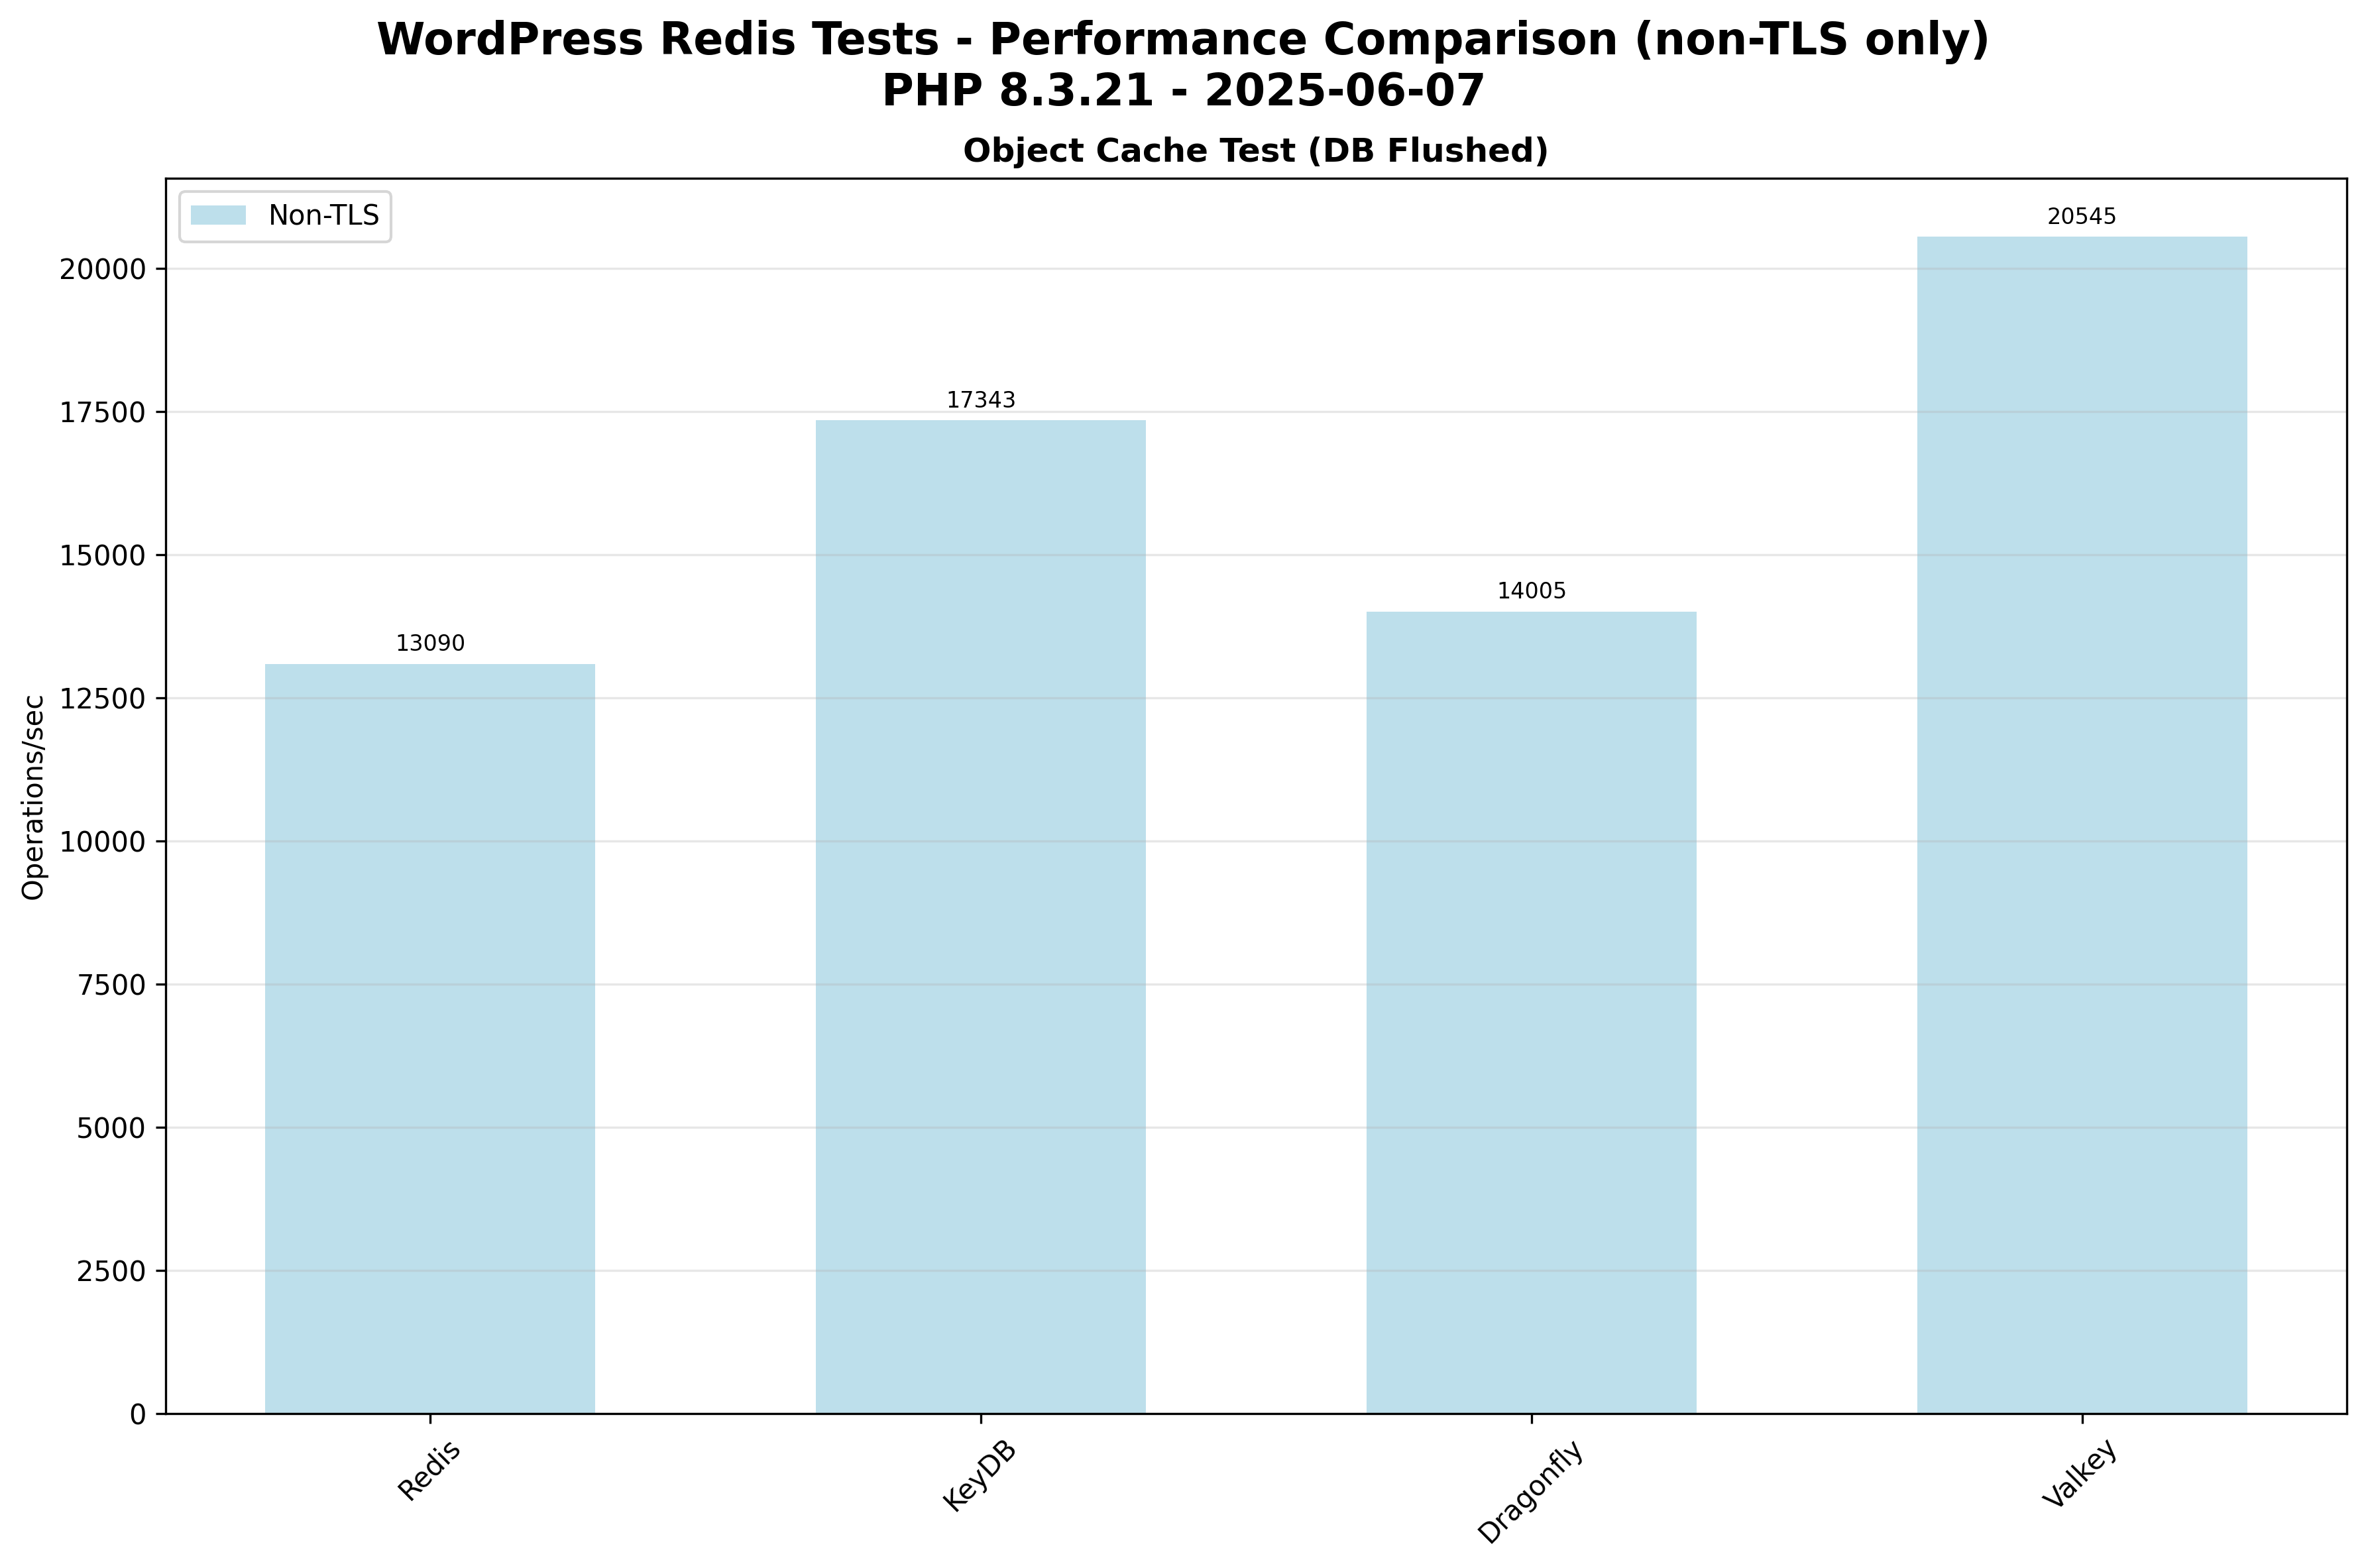 WordPress Redis Tests - Performance Comparison (non-TLS only)
PHP 8.3.21 - 2025-06-07
Object Cache Test (DB Flushed)
Non-TLS
Operations/sec
20000
17500
15000
12500
10000
7500
5000
2500
0
13090
17343
14005
20545
Redis
KeyDB
Dragonfly
Valkey